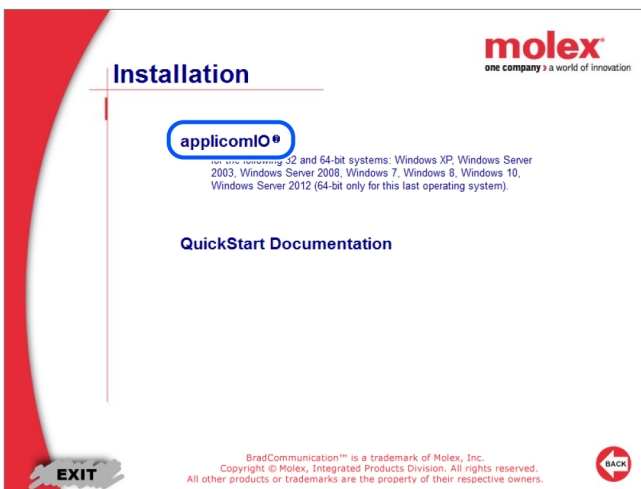 molex®
one company > a world of innovation
Installation
applicomIO®
for the following 32 and 64-bit systems: Windows XP, Windows Server
2003, Windows Server 2008, Windows 7, Windows 8, Windows 10,
Windows Server 2012 (64-bit only for this last operating system).
QuickStart Documentation
BradCommunication™ is a trademark of Molex, Inc.
Copyright © Molex, Integrated Products Division. All rights reserved.
All other products or trademarks are the property of their respective owners.
EXIT
BACK